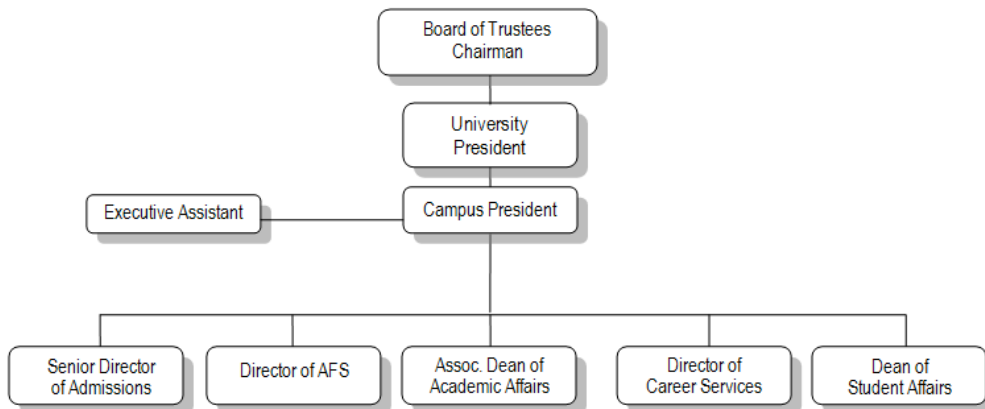 Board of Trustees
Chairman
University
President
Executive Assistant
Campus President
Senior Director
of Admissions
Director of AFS
Assoc. Dean of
Academic Affairs
Director of
Career Services
Dean of
Student Affairs